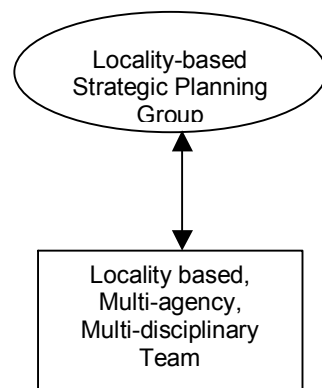 Locality-based
Strategic Planning
Group
Locality based,
Multi-agency,
Multi-disciplinary
Team